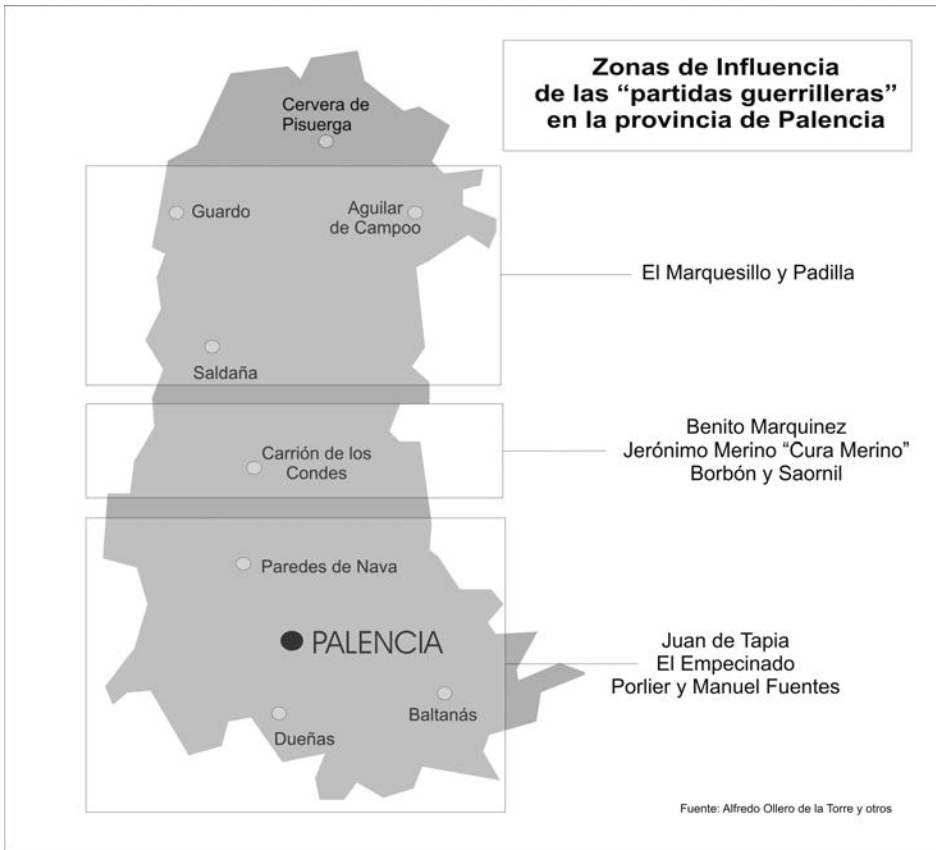 Zonas de Influencia
de las “partidas guerrilleras”
en la provincia de Palencia
Cervera de
Pisuerga
Guardo
Aguilar
de Campoo
El Marquesillo y Padilla
Saldaña
Benito Marquinez
Jerónimo Merino “Cura Merino”
Borbón y Saornil
Carrión de los
Condes
Paredes de Nava
PALENCIA
Juan de Tapia
El Empecinado
Porlier y Manuel Fuentes
Baltanás
Dueñas
Fuente: Alfredo Ollero de la Torre y otros